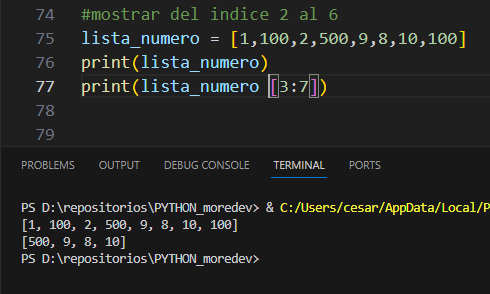 74 #mostrar del indice 2 al 6
75 lista_numero = [1,100,2,500,9,8,10,100]
76 print(lista_numero)
77 print(lista_numero [3:7])
78
79
PROBLEMS OUTPUT DEBUG CONSOLE TERMINAL PORTS
PS D:\repositorios\PYTHON_moredev> & C:/Users/cesar/AppData/Local/P
[1, 100, 2, 500, 9, 8, 10, 100]
[500, 9, 8, 10]
PS D:\repositorios\PYTHON_moredev>